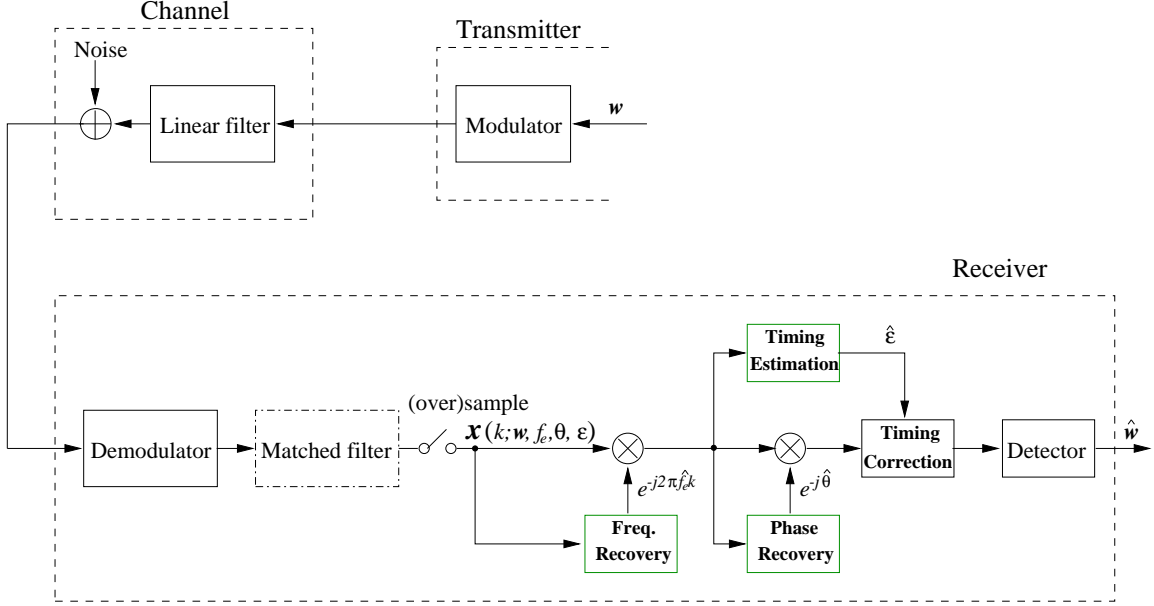 Channel
Transmitter
Noise
Linear filter
Modulator
w
Receiver
Timing
Estimation
ε̂
(over)sample
x(k;w, fₑ,θ, ε)
Demodulator
Matched filter
Timing
Correction
Detector
ŵ
e^{-j2πf̂ₑk}
e^{-jθ̂}
Freq.
Recovery
Phase
Recovery